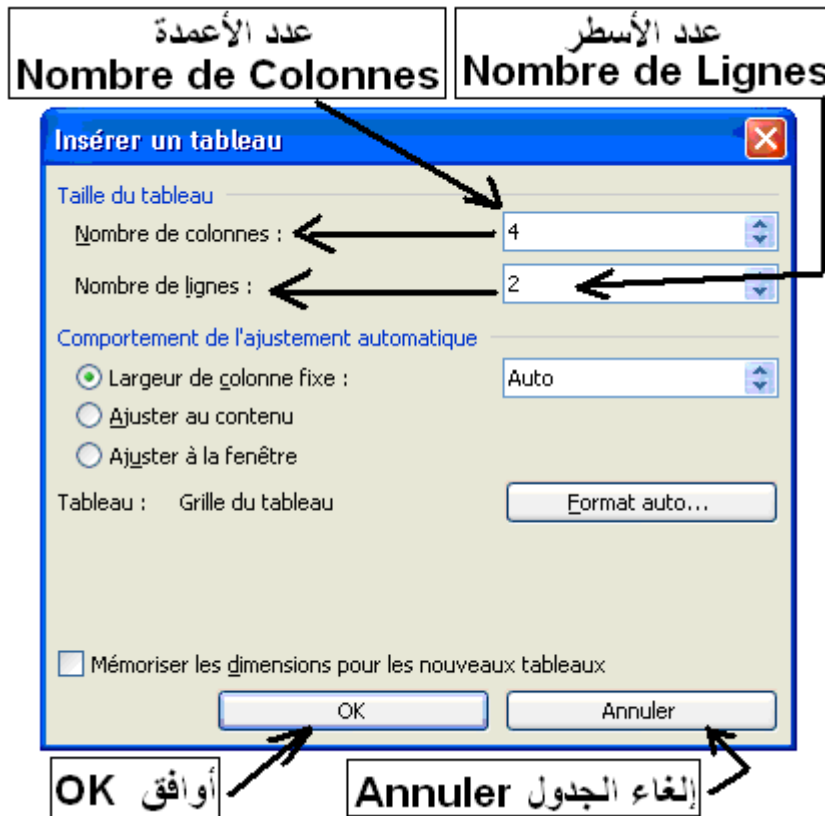 عدد الأعمدة
Nombre de Colonnes
عدد الأسطر
Nombre de Lignes
Insérer un tableau
Taille du tableau
Nombre de colonnes : 4
Nombre de lignes : 2
Comportement de l'ajustement automatique
Largeur de colonne fixe : Auto
Ajuster au contenu
Ajuster à la fenêtre
Tableau : Grille du tableau Format auto...
Mémoriser les dimensions pour les nouveaux tableaux
OK Annuler
أوافق OK
إلغاء الجدول Annuler